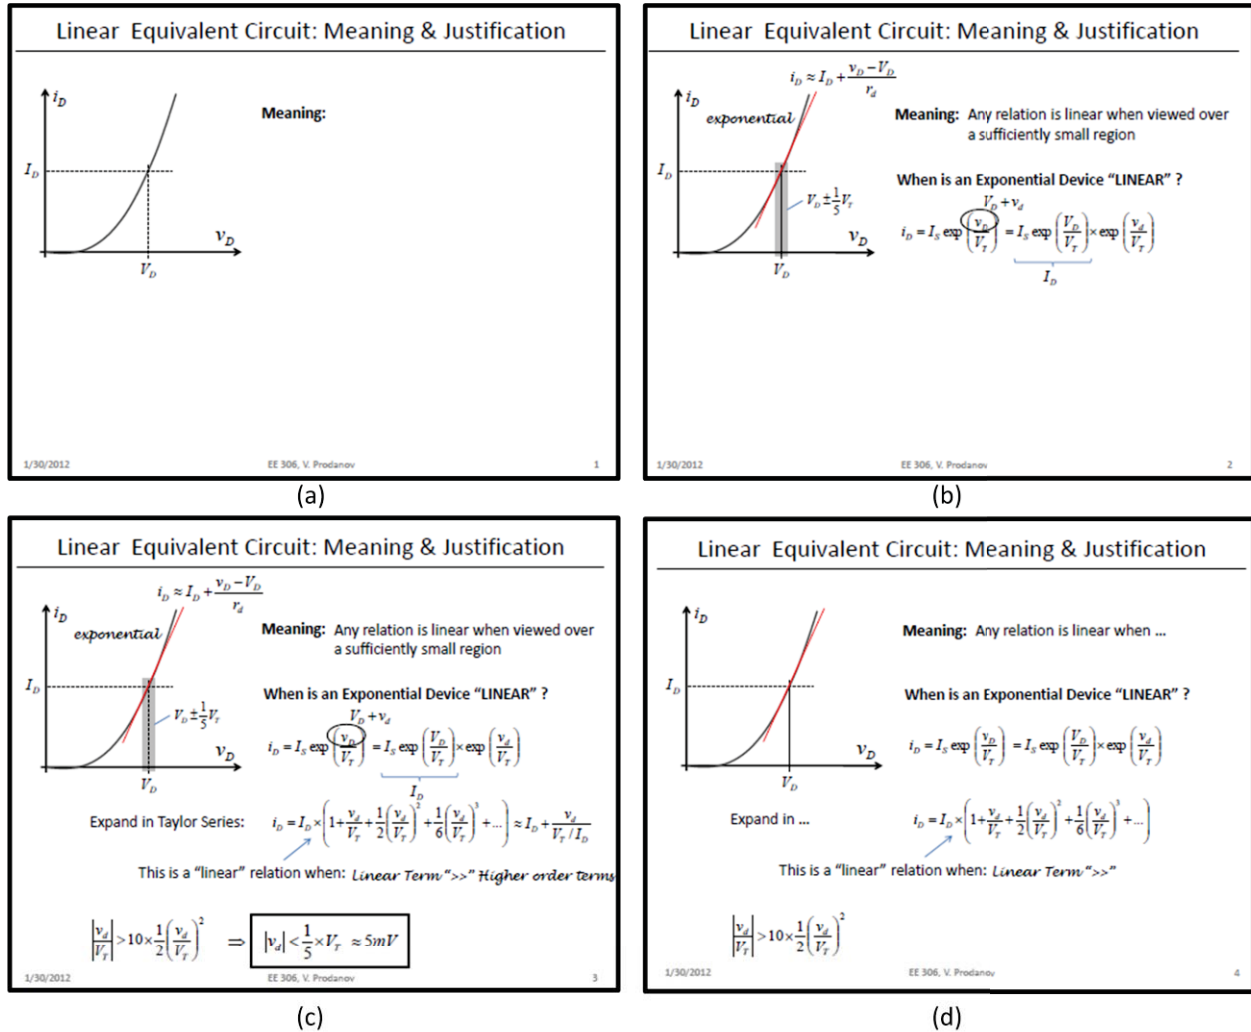 Linear Equivalent Circuit: Meaning & Justification
i_D
Meaning:
I_D
v_D
V_D
1/30/2012 EE 306, V. Prodanov 1
(a)
Linear Equivalent Circuit: Meaning & Justification
i_D ≈ I_D + (v_D − V_D)/r_d
i_D
exponential
Meaning: Any relation is linear when viewed over
a sufficiently small region
I_D
When is an Exponential Device "LINEAR" ?
V_D ± 1/5 V_T
V_D + v_d
i_D = I_S exp(v_D/V_T) = I_S exp(V_D/V_T) × exp(v_d/V_T)
v_D
V_D
I_D
1/30/2012 EE 306, V. Prodanov 2
(b)
Linear Equivalent Circuit: Meaning & Justification
i_D ≈ I_D + (v_D − V_D)/r_d
i_D
exponential
Meaning: Any relation is linear when viewed over
a sufficiently small region
I_D
When is an Exponential Device "LINEAR" ?
V_D ± 1/5 V_T
V_D + v_d
i_D = I_S exp(v_D/V_T) = I_S exp(V_D/V_T) × exp(v_d/V_T)
v_D
V_D
I_D
Expand in Taylor Series: i_D = I_D × (1 + v_d/V_T + 1/2 (v_d/V_T)^2 + 1/6 (v_d/V_T)^3 + ...) ≈ I_D + v_d/(V_T / I_D)
This is a "linear" relation when: Linear Term ">>" Higher order terms
|v_d/V_T| > 10 × 1/2 (v_d/V_T)^2 ⇒ |v_d| < 1/5 × V_T ≈ 5mV
1/30/2012 EE 306, V. Prodanov 3
(c)
Linear Equivalent Circuit: Meaning & Justification
i_D
Meaning: Any relation is linear when ...
I_D
When is an Exponential Device "LINEAR" ?
i_D = I_S exp(v_D/V_T) = I_S exp(V_D/V_T) × exp(v_d/V_T)
v_D
V_D
Expand in ... i_D = I_D × (1 + v_d/V_T + 1/2 (v_d/V_T)^2 + 1/6 (v_d/V_T)^3 + ...)
This is a "linear" relation when: Linear Term ">>"
|v_d/V_T| > 10 × 1/2 (v_d/V_T)^2
1/30/2012 EE 306, V. Prodanov 4
(d)